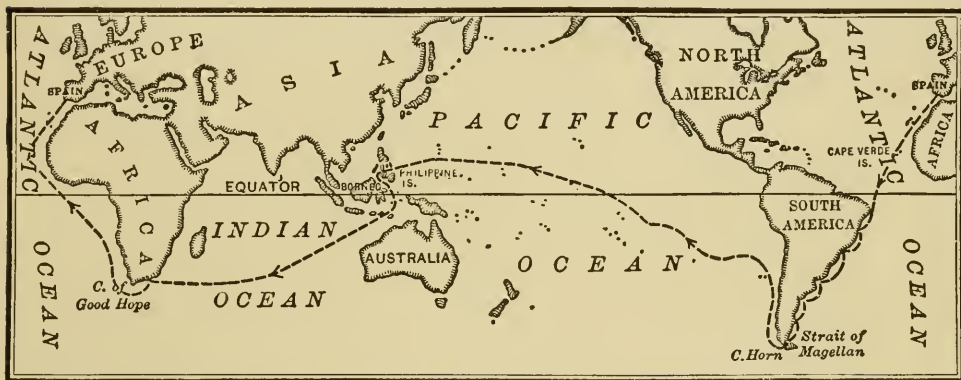 ATLANTIC
OCEAN
EUROPE
SPAIN
AFRICA
ASIA
EQUATOR
INDIAN
OCEAN
C. of
Good Hope
BORNEO
PHILIPPINE
IS.
AUSTRALIA
PACIFIC
OCEAN
NORTH
AMERICA
SOUTH
AMERICA
C. Horn
Strait of
Magellan
ATLANTIC
OCEAN
CAPE VERDE
IS.
SPAIN
AFRICA